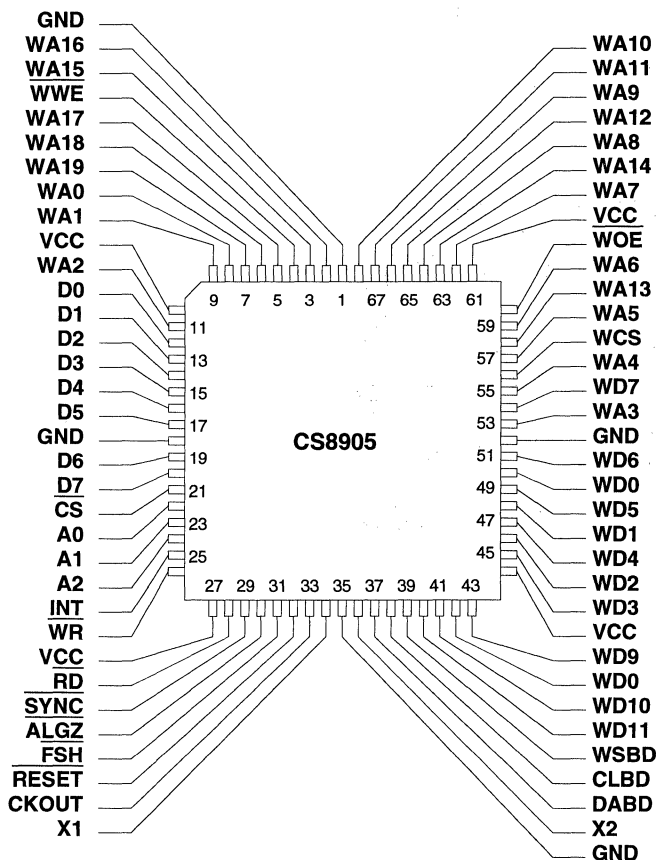 GND
WA16
WA15
WWE
WA17
WA18
WA19
WA0
WA1
VCC
WA2
D0
D1
D2
D3
D4
D5
GND
D6
D7
CS
A0
A1
A2
INT
WR
VCC
RD
SYNC
ALGZ
FSH
RESET
CKOUT
X1
9 7 5 3 1 67 65 63 61
11
13
15
17
19
21
23
25
CS8905
59
57
55
53
51
49
47
45
27 29 31 33 35 37 39 41 43
WA10
WA11
WA9
WA12
WA8
WA14
WA7
VCC
WOE
WA6
WA13
WA5
WCS
WA4
WD7
WA3
GND
WD6
WD0
WD5
WD1
WD4
WD2
WD3
VCC
WD9
WD0
WD10
WD11
WSBD
CLBD
DABD
X2
GND